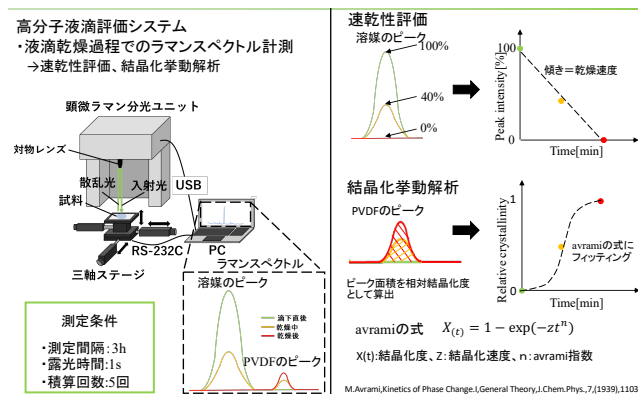 高分子液滴評価システム
・液滴乾燥過程でのラマンスペクトル計測
→速乾性評価、結晶化挙動解析
顕微ラマン分光ユニット
対物レンズ
散乱光
入射光
USB
試料
RS-232C
PC
三軸ステージ
ラマンスペクトル
溶媒のピーク
滴下直後
乾燥中
乾燥後
PVDFのピーク
測定条件
・測定間隔:3h
・露光時間:1s
・積算回数:5回
速乾性評価
溶媒のピーク
100%
40%
0%
Peak intensity[%]
100
0
傾き=乾燥速度
Time[min]
結晶化挙動解析
PVDFのピーク
ピーク面積を相対結晶化度
として算出
Relative crystallinity
1
0
avramiの式に
フィッティング
Time[min]
avramiの式 X(t) = 1 − exp(−ztⁿ)
X(t):結晶化度、Z:結晶化速度、n:avrami指数
M.Avrami,Kinetics of Phase Change.I,General Theory,J.Chem.Phys.,7,(1939),1103